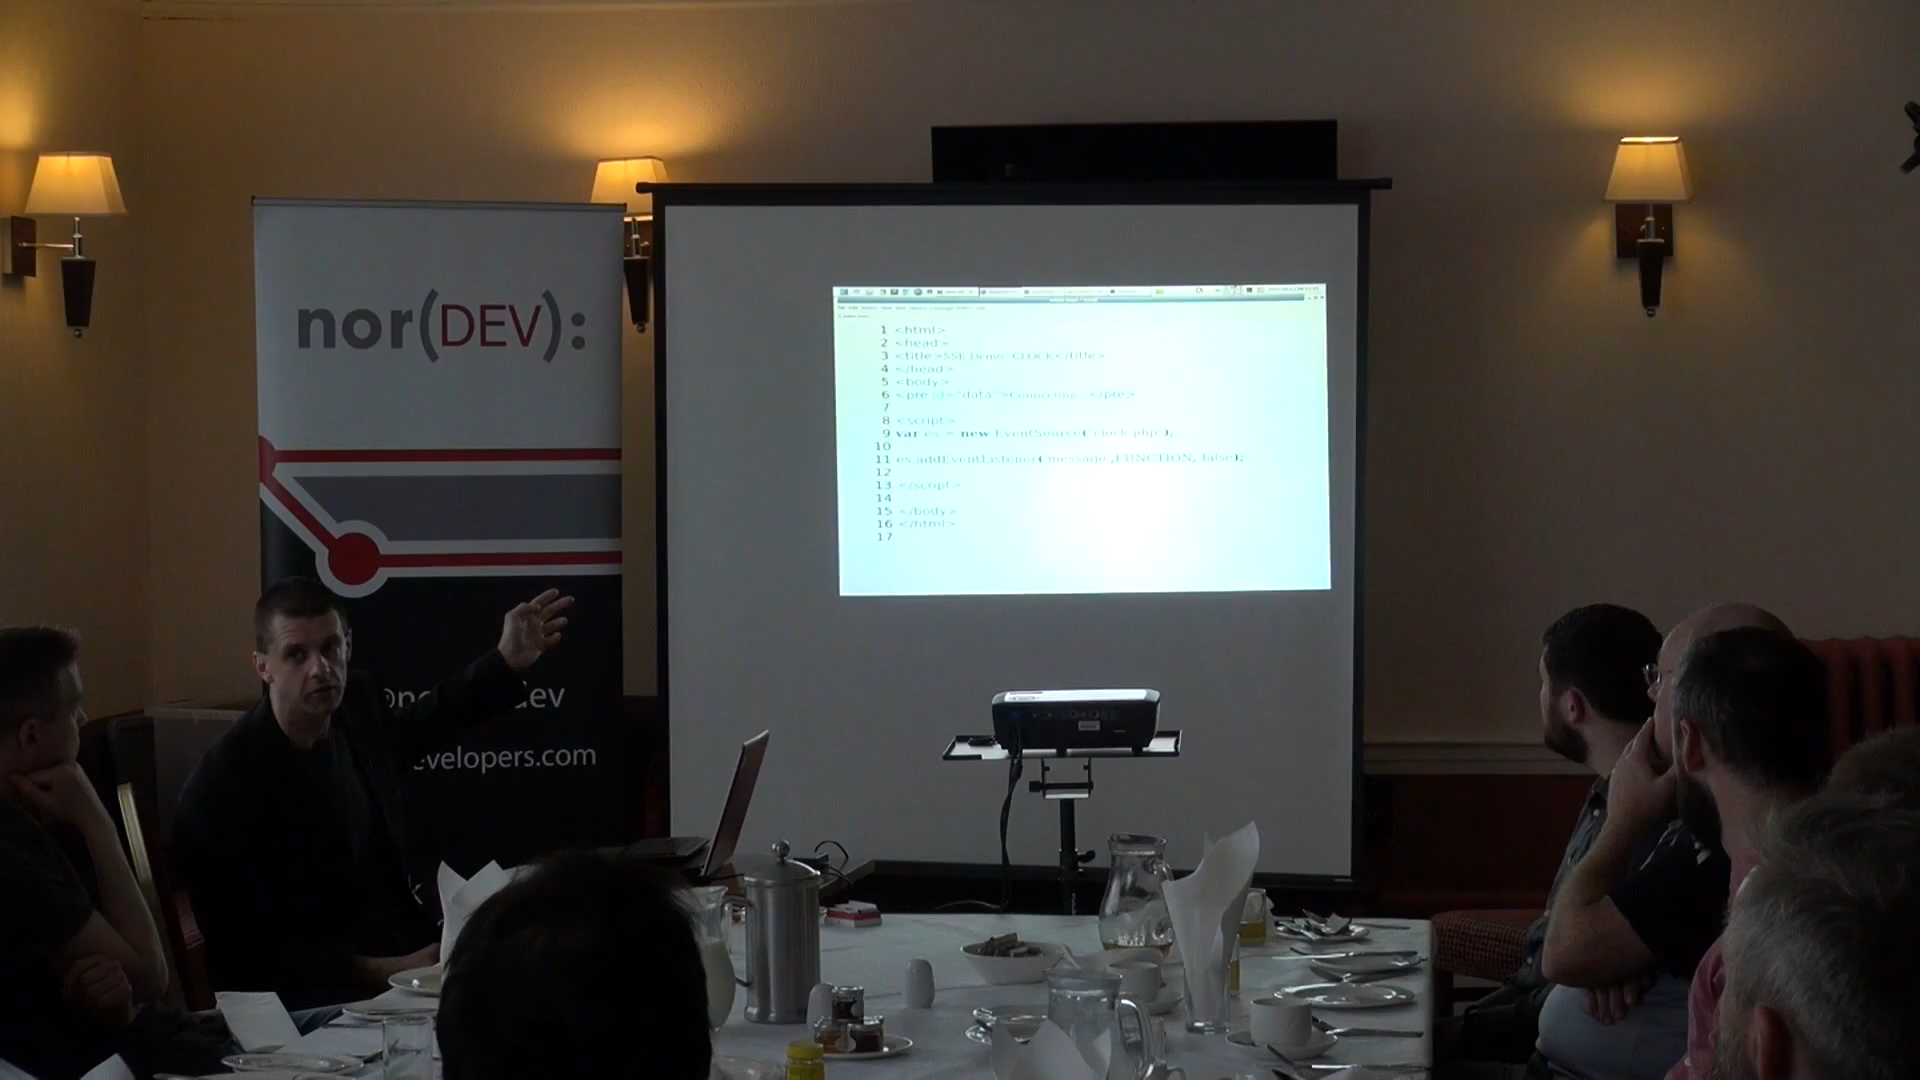 nor(DEV):
evelopers.com
1 <html>
2 <head>
3 <title>SSE Demo: CLOCK</title>
4 </head>
5 <body>
6 <pre id="data">Connecting...</pre>
7
8 <script>
9 var es = new EventSource("clock.php");
10
11 es.addEventListener("message",FUNCTION, false);
12
13 </script>
14
15 </body>
16 </html>
17